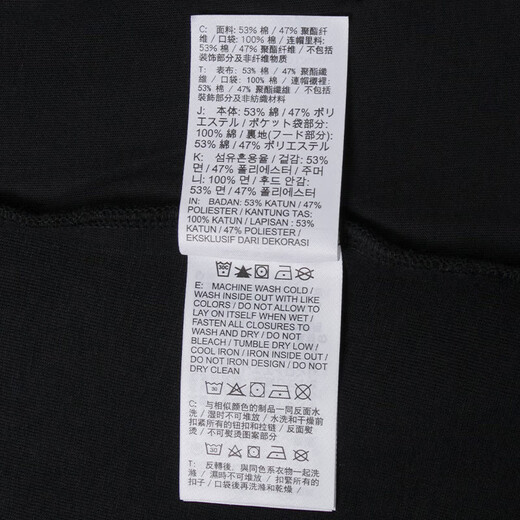 C: 面料: 53% 棉 / 47% 聚酯纤
维 / 口袋: 100% 棉 / 连帽里料:
53% 棉 / 47% 聚酯纤维 / 不包括
装饰部分及非纤维物质
T: 表布: 53% 棉 / 47% 聚酯纖
維 / 口袋: 100% 棉 / 連帽襯裡:
53% 棉 / 47% 聚酯纖維 / 不包括
裝飾部分及非紡織材料
J: 本体: 53% 綿 / 47% ポリ
エステル / ポケット袋部分:
100% 綿 / 裏地(フード部分):
53% 綿 / 47% ポリエステル
K: 섬유혼용율 / 겉감: 53%
면 / 47% 폴리에스터 / 주머
니: 100% 면 / 후드 안감:
53% 면 / 47% 폴리에스터
IN: BADAN: 53% KATUN / 47%
POLIESTER / KANTUNG TAS:
100% KATUN / LAPISAN : 53%
KATUN / 47% POLIESTER /
EKSKLUSIF DARI DEKORASI
30
E: MACHINE WASH COLD /
WASH INSIDE OUT WITH LIKE
COLORS / DO NOT ALLOW TO
LAY ON ITSELF WHEN WET /
FASTEN ALL CLOSURES TO
WASH AND DRY / DO NOT
BLEACH / TUMBLE DRY LOW /
COOL IRON / IRON INSIDE OUT /
DO NOT IRON DESIGN / DO NOT
DRY CLEAN
30
C: 与相似颜色的制品一同反面水
洗 / 湿时不可堆放 / 水洗和干燥前
扣紧所有的钮扣和拉链 / 反面熨
烫 / 不可熨烫图案部分
30
T: 反轉後，與同色系衣物一起洗
滌 / 濕時不可堆放 / 扣好所有的
扣子 / 口袋後再洗滌和乾燥 /